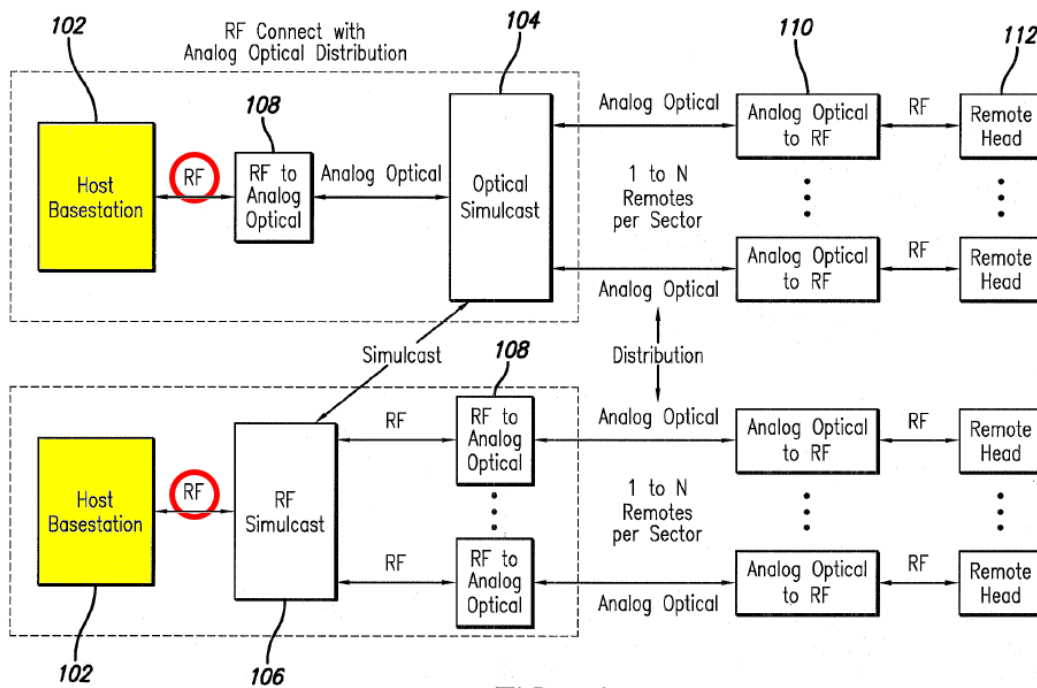 102
RF Connect with
Analog Optical Distribution
104
110
112
108
Host
Basestation
RF
RF to
Analog
Optical
Analog Optical
Optical
Simulcast
Analog Optical
Analog Optical
to RF
RF
Remote
Head
1 to N
Remotes
per Sector
Analog Optical
Analog Optical
to RF
RF
Remote
Head
Simulcast
Distribution
108
Host
Basestation
RF
RF
Simulcast
RF
RF to
Analog
Optical
Analog Optical
Analog Optical
to RF
RF
Remote
Head
1 to N
Remotes
per Sector
RF
RF to
Analog
Optical
Analog Optical
Analog Optical
to RF
RF
Remote
Head
102
106